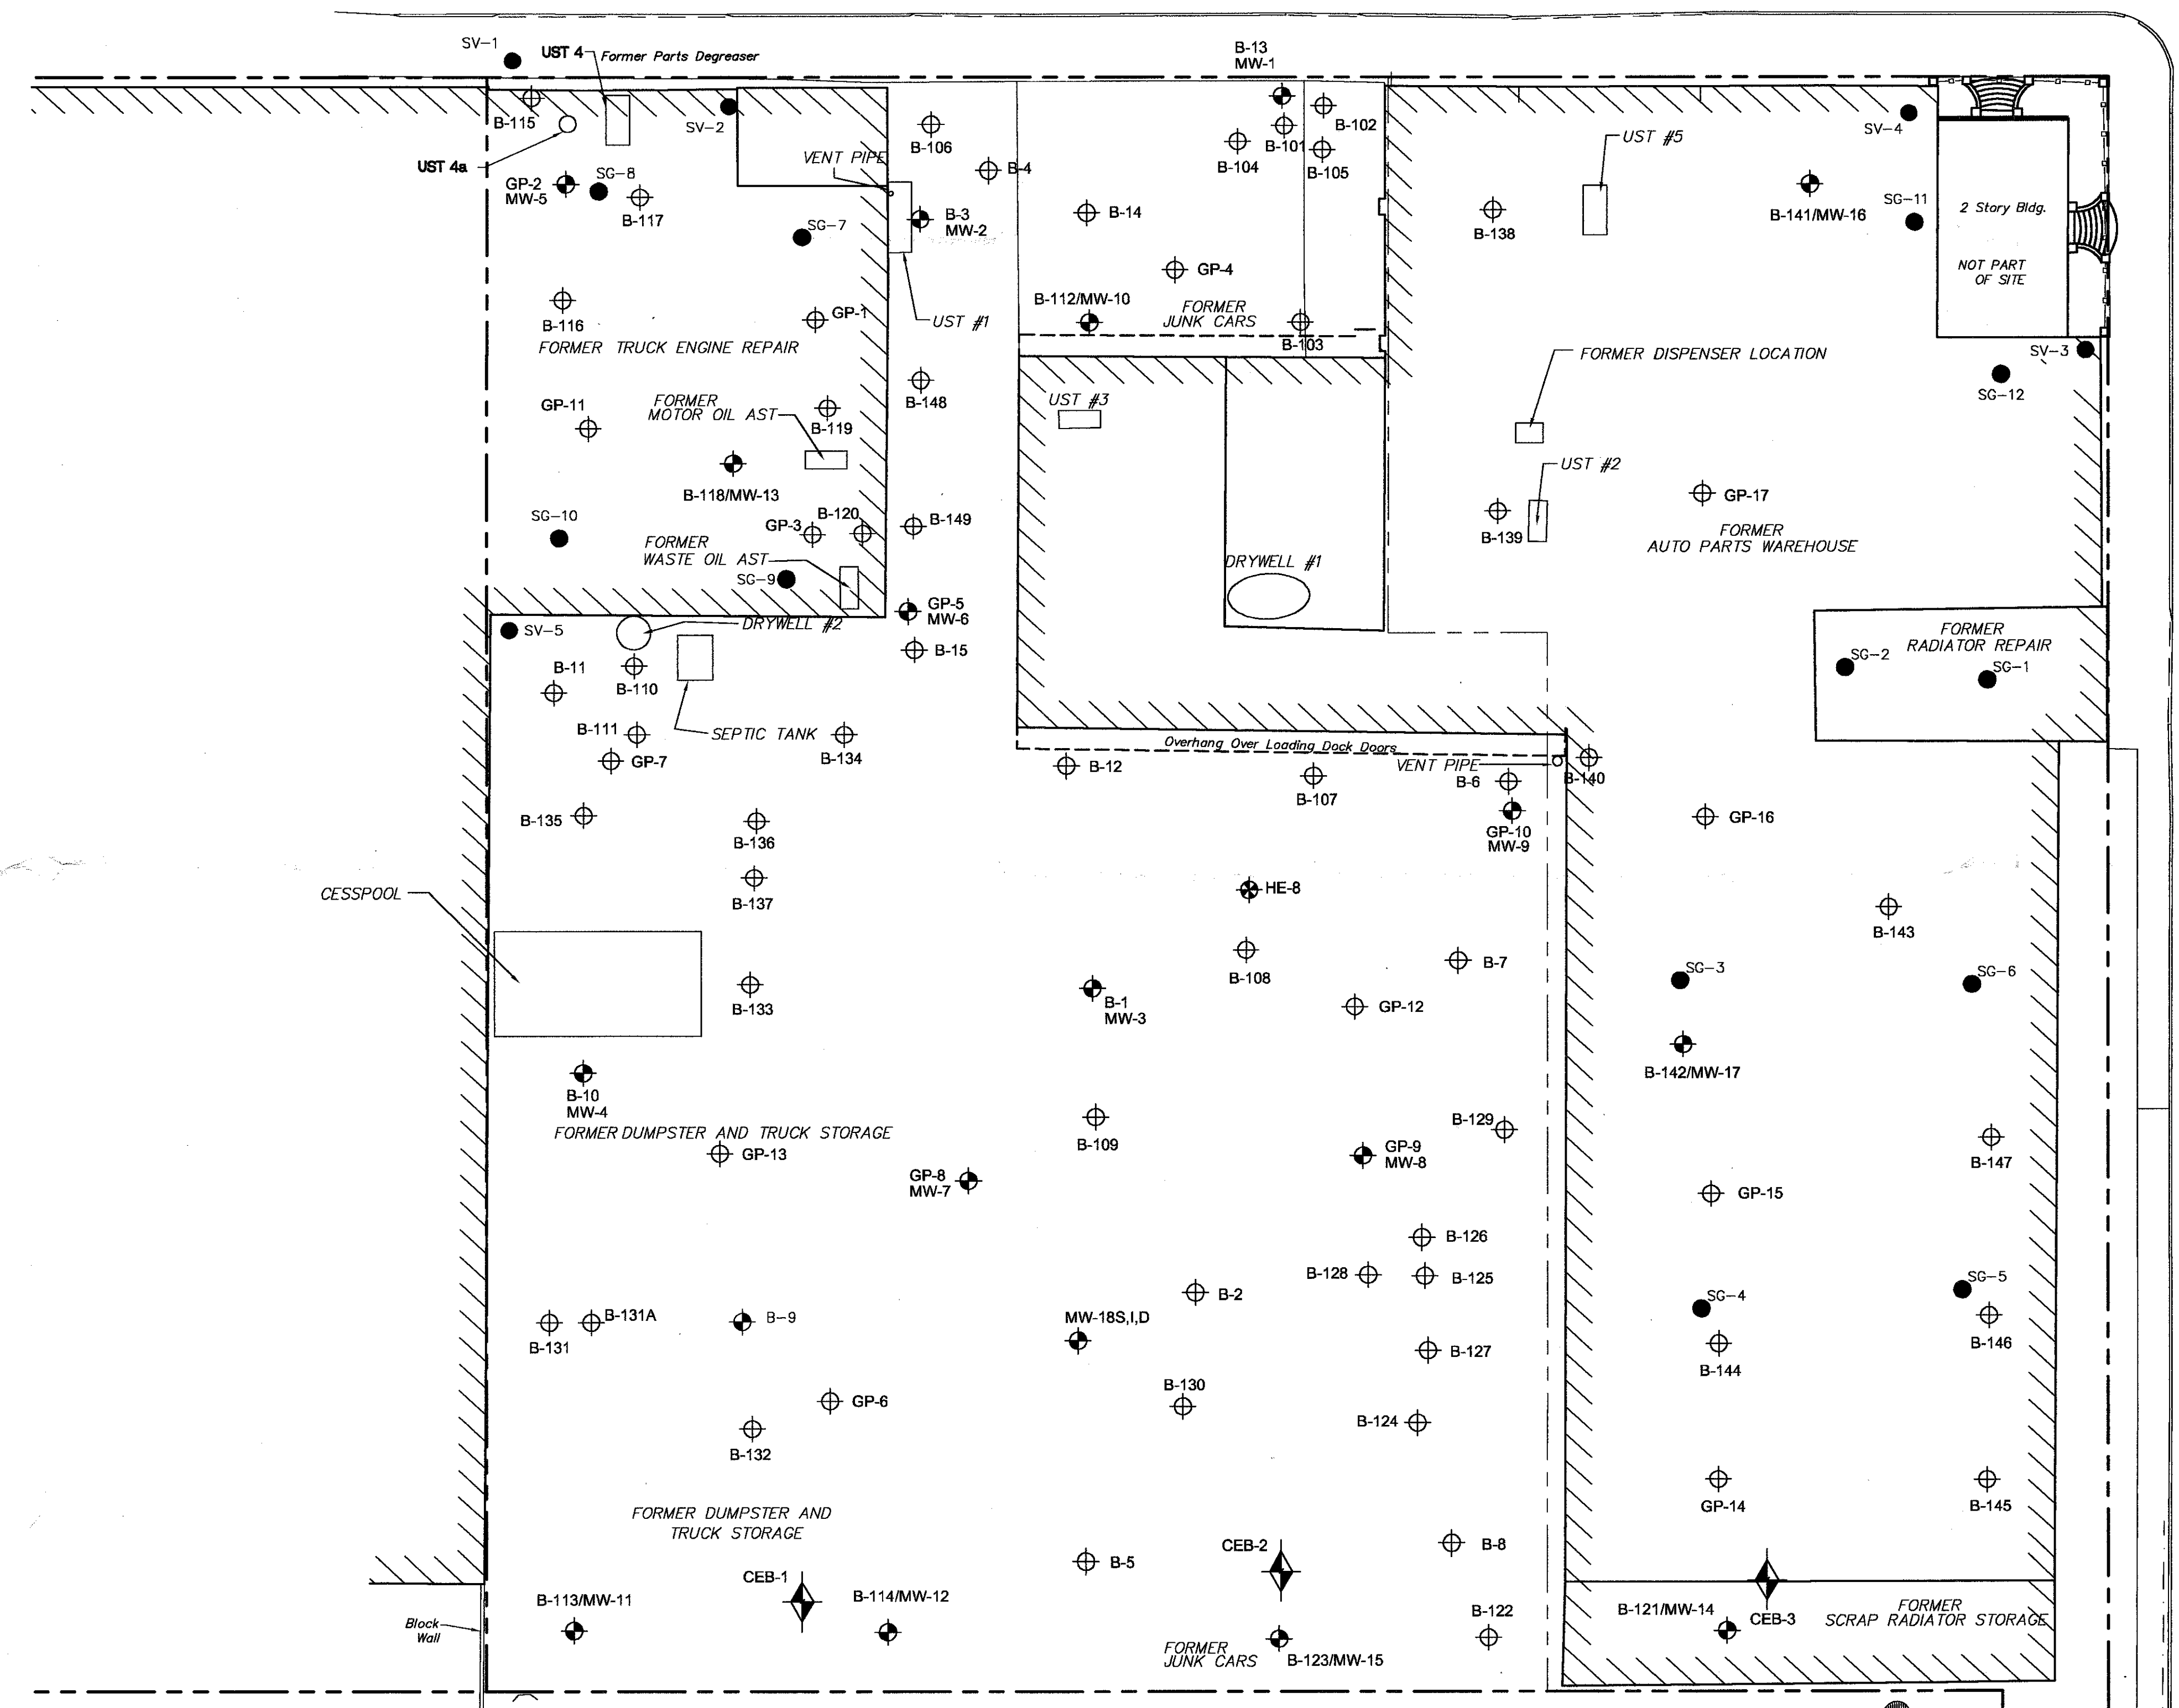 SV-1
UST 4
Former Parts Degreaser
B-13
MW-1
B-115
SV-2
UST 4a
VENT PIPE
B-106
B-4
B-104
B-101
B-102
B-105
UST #5
SV-4
GP-2
MW-5
SG-8
B-117
SG-7
B-3
MW-2
B-14
B-138
B-141/MW-16
SG-11
2 Story Bldg.
NOT PART
OF SITE
GP-4
B-116
GP-1
UST #1
B-112/MW-10
FORMER
JUNK CARS
B-103
FORMER TRUCK ENGINE REPAIR
FORMER DISPENSER LOCATION
SV-3
SG-12
GP-11
FORMER
MOTOR OIL AST
B-119
B-148
UST #3
UST #2
B-118/MW-13
GP-17
SG-10
GP-3
B-120
B-149
B-139
FORMER
AUTO PARTS WAREHOUSE
FORMER
WASTE OIL AST
SG-9
DRYWELL #1
GP-5
MW-6
SV-5
DRYWELL #2
B-15
FORMER
RADIATOR REPAIR
SG-2
SG-1
B-11
B-110
B-111
GP-7
SEPTIC TANK
B-134
Overhang Over Loading Dock Doors
B-12
B-107
VENT PIPE
B-6
B-140
B-135
B-136
GP-10
MW-9
GP-16
B-137
CESSPOOL
HE-8
B-143
B-108
B-7
SG-3
SG-6
B-133
B-1
MW-3
GP-12
B-142/MW-17
B-10
MW-4
FORMER DUMPSTER AND TRUCK STORAGE
GP-13
B-109
B-129
GP-9
MW-8
B-147
GP-8
MW-7
GP-15
B-126
B-128
B-125
B-2
SG-4
SG-5
B-131
B-131A
B-9
MW-18S,I,D
B-127
B-144
B-146
GP-6
B-130
B-124
B-132
GP-14
B-145
FORMER DUMPSTER AND
TRUCK STORAGE
B-5
CEB-2
B-8
CEB-1
B-113/MW-11
B-114/MW-12
B-122
B-121/MW-14
CEB-3
FORMER
SCRAP RADIATOR STORAGE
Block
Wall
FORMER
JUNK CARS
B-123/MW-15